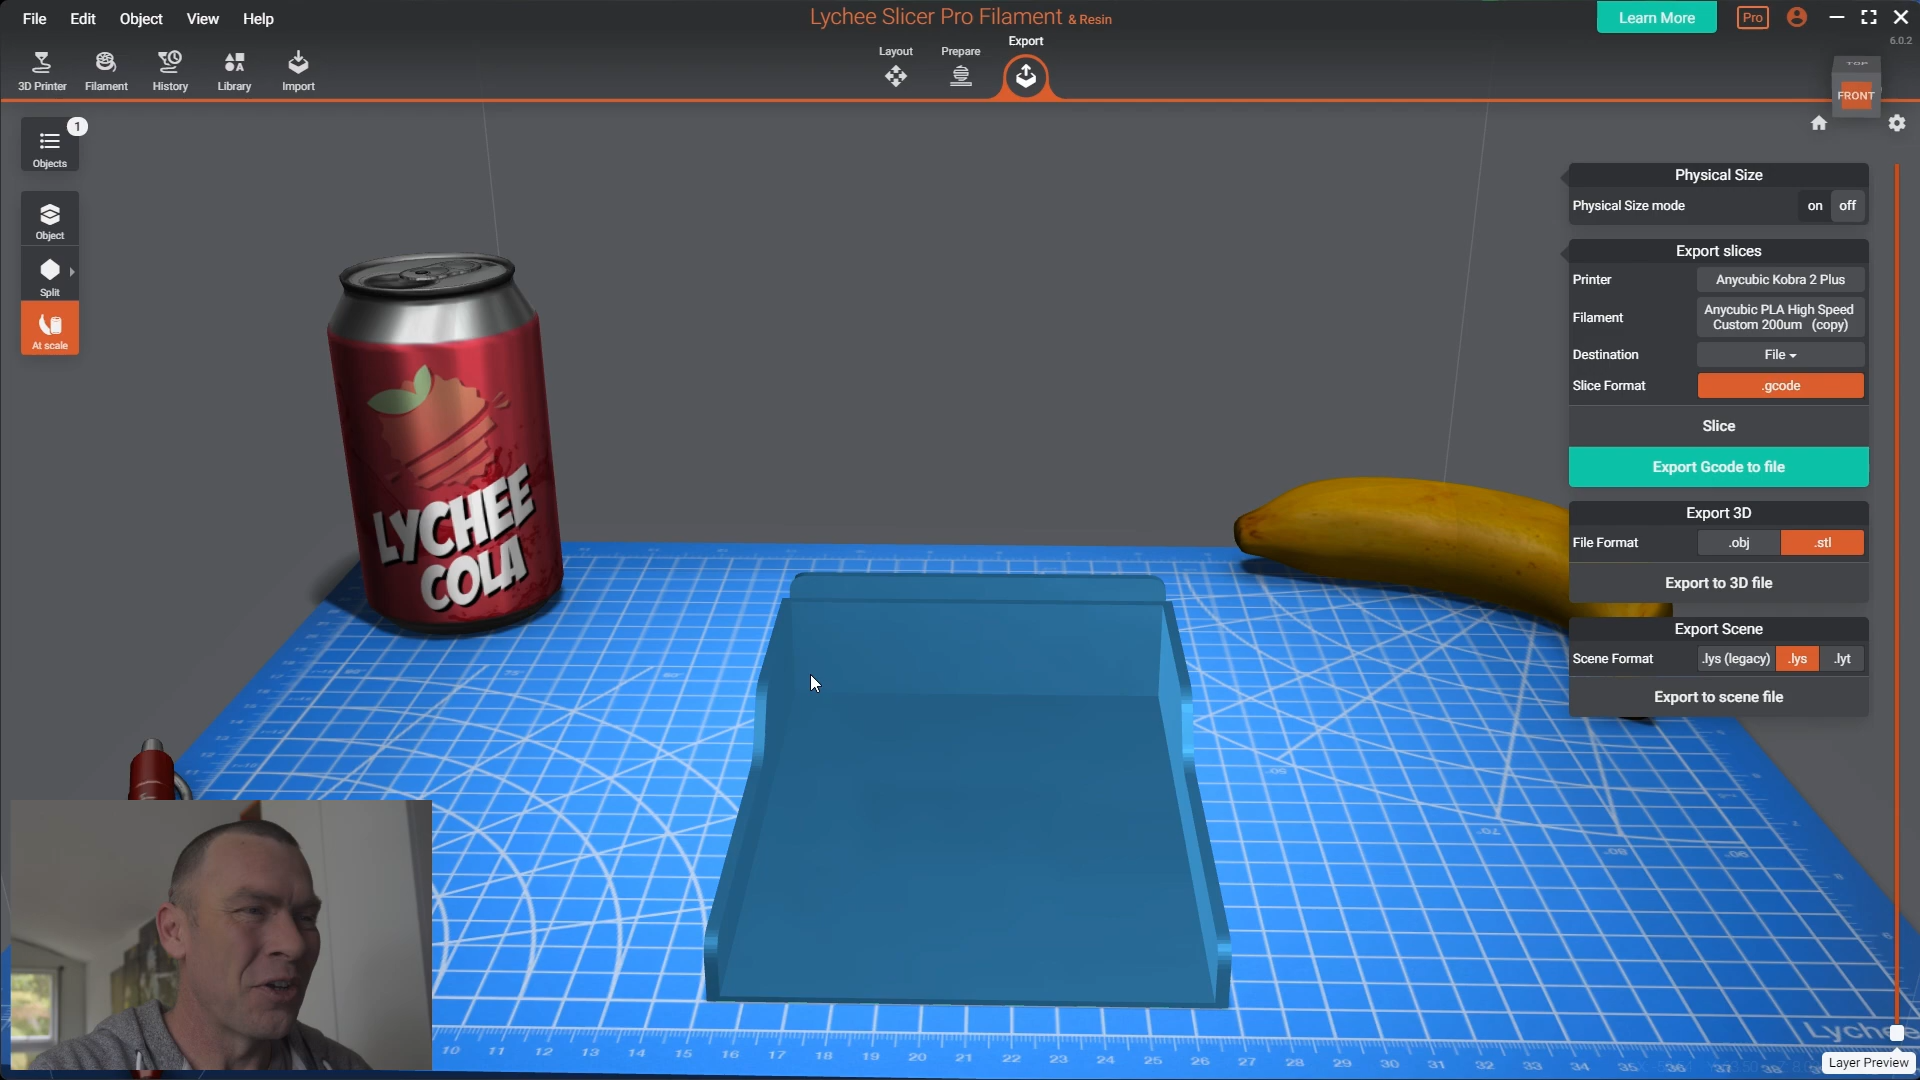 File Edit Object View Help
Lychee Slicer Pro Filament & Resin
Learn More
Pro
6.0.2
3D Printer Filament History Library Import
Layout Prepare Export
TOP
FRONT
1
Objects
Object
Split
At scale
Physical Size
Physical Size mode on off
Export slices
Printer Anycubic Kobra 2 Plus
Filament Anycubic PLA High Speed
Custom 200um (copy)
Destination File
Slice Format .gcode
Slice
Export Gcode to file
Export 3D
File Format .obj .stl
Export to 3D file
Export Scene
Scene Format .lys (legacy) .lys .lyt
Export to scene file
LYCHEE
COLA
10 11 12 13 14 15 16 17 18 19 20 21 22 23 24 25 26 27 28 29 30 31 32 33 34 35 36 37 38
Layer Preview